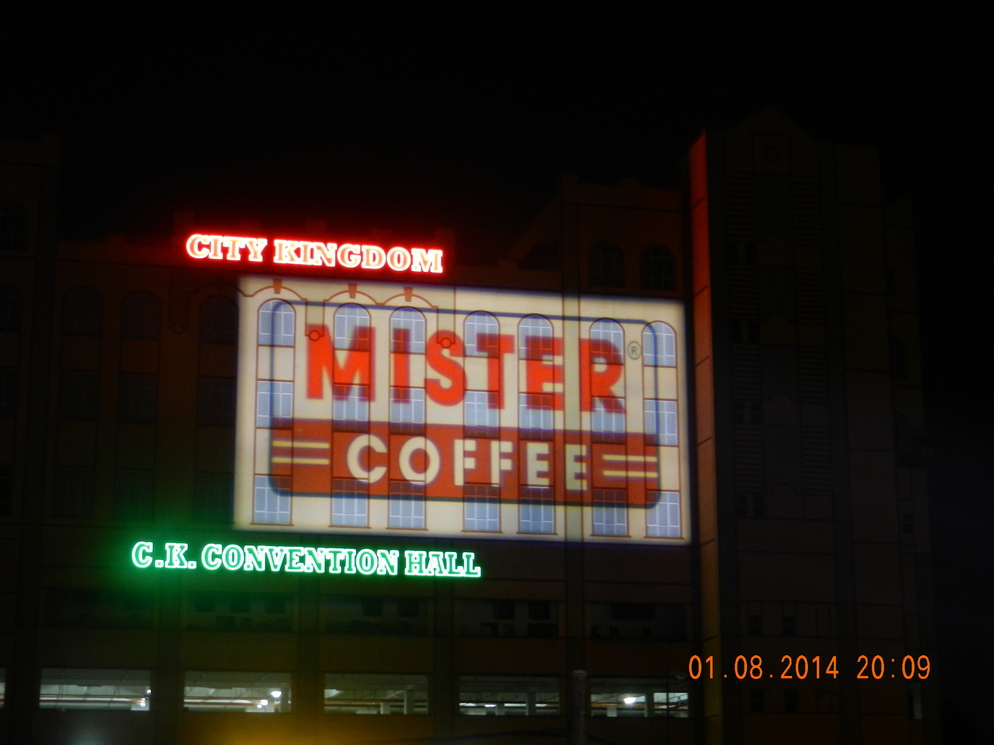 CITY KINGDOM
MISTER®
COFFEE
C.K. CONVENTION HALL
01.08.2014 20:09